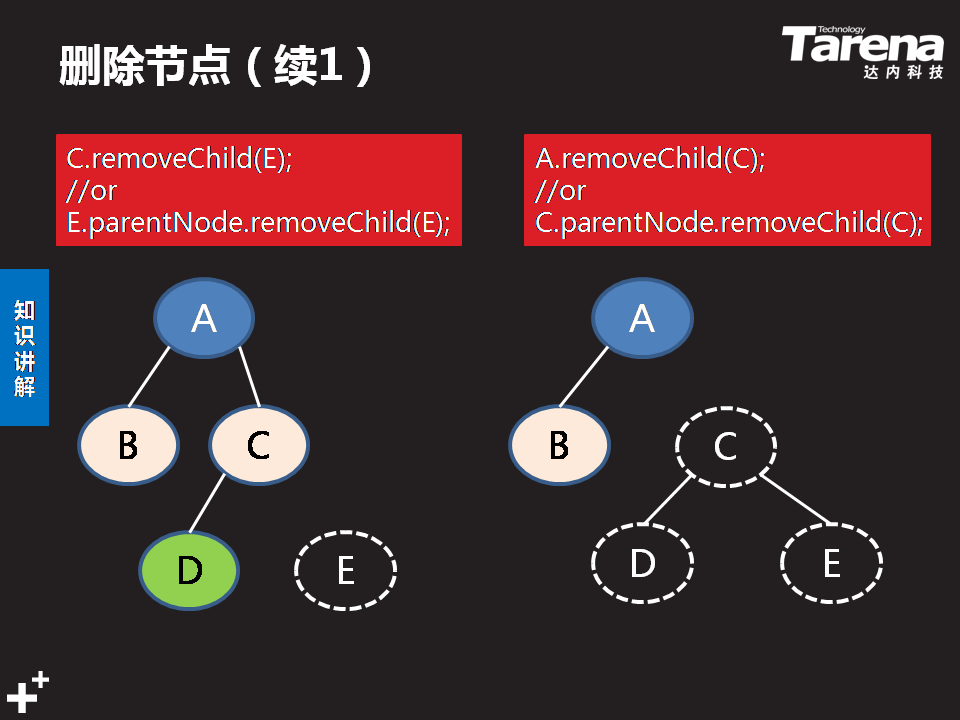 删除节点（续1）
Technology
Tarena
达内科技
C.removeChild(E);
//or
E.parentNode.removeChild(E);
A.removeChild(C);
//or
C.parentNode.removeChild(C);
知识讲解
A
B
C
D
E
A
B
C
D
E